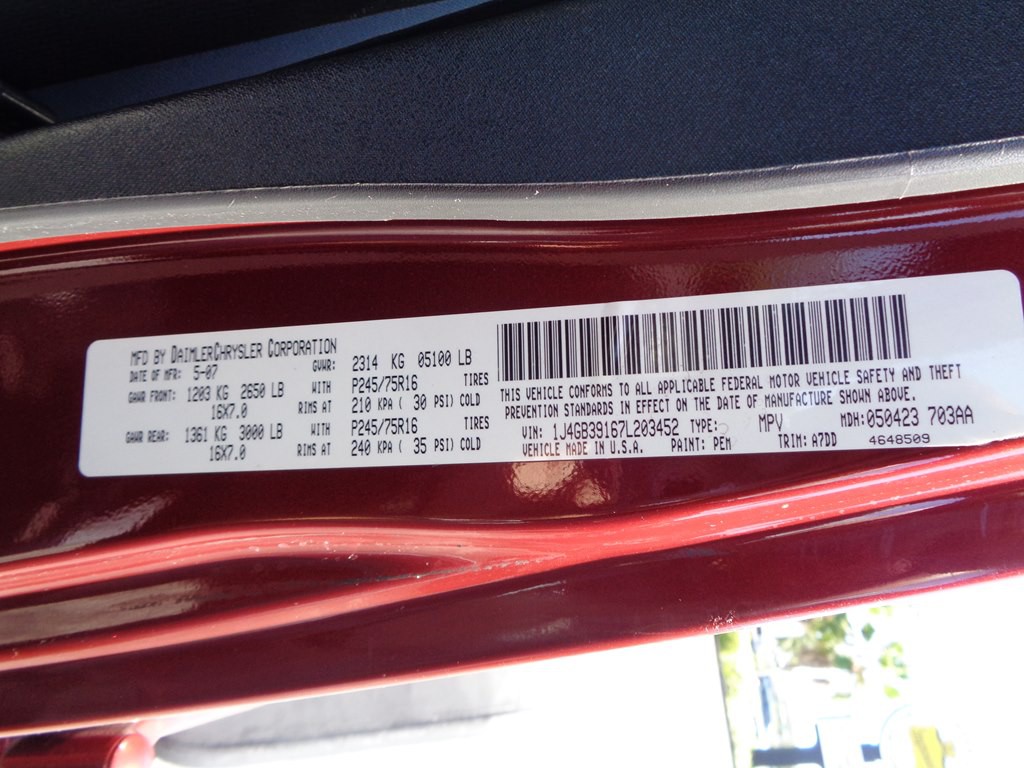 MFD BY DAIMLERCHRYSLER CORPORATION
DATE OF MFR: 5-07 GVWR: 2314 KG 05100 LB
GAWR FRONT: 1203 KG 2650 LB WITH P245/75R16 TIRES
16X7.0 RIMS AT 210 KPA ( 30 PSI) COLD
GAWR REAR: 1361 KG 3000 LB WITH P245/75R16 TIRES
16X7.0 RIMS AT 240 KPA ( 35 PSI) COLD
THIS VEHICLE CONFORMS TO ALL APPLICABLE FEDERAL MOTOR VEHICLE SAFETY AND THEFT
PREVENTION STANDARDS IN EFFECT ON THE DATE OF MANUFACTURE SHOWN ABOVE.
VIN: 1J4GB39167L203452 TYPE: MPV MDH: 050423 703AA
VEHICLE MADE IN U.S.A. PAINT: PEM TRIM: A7DD 4648509